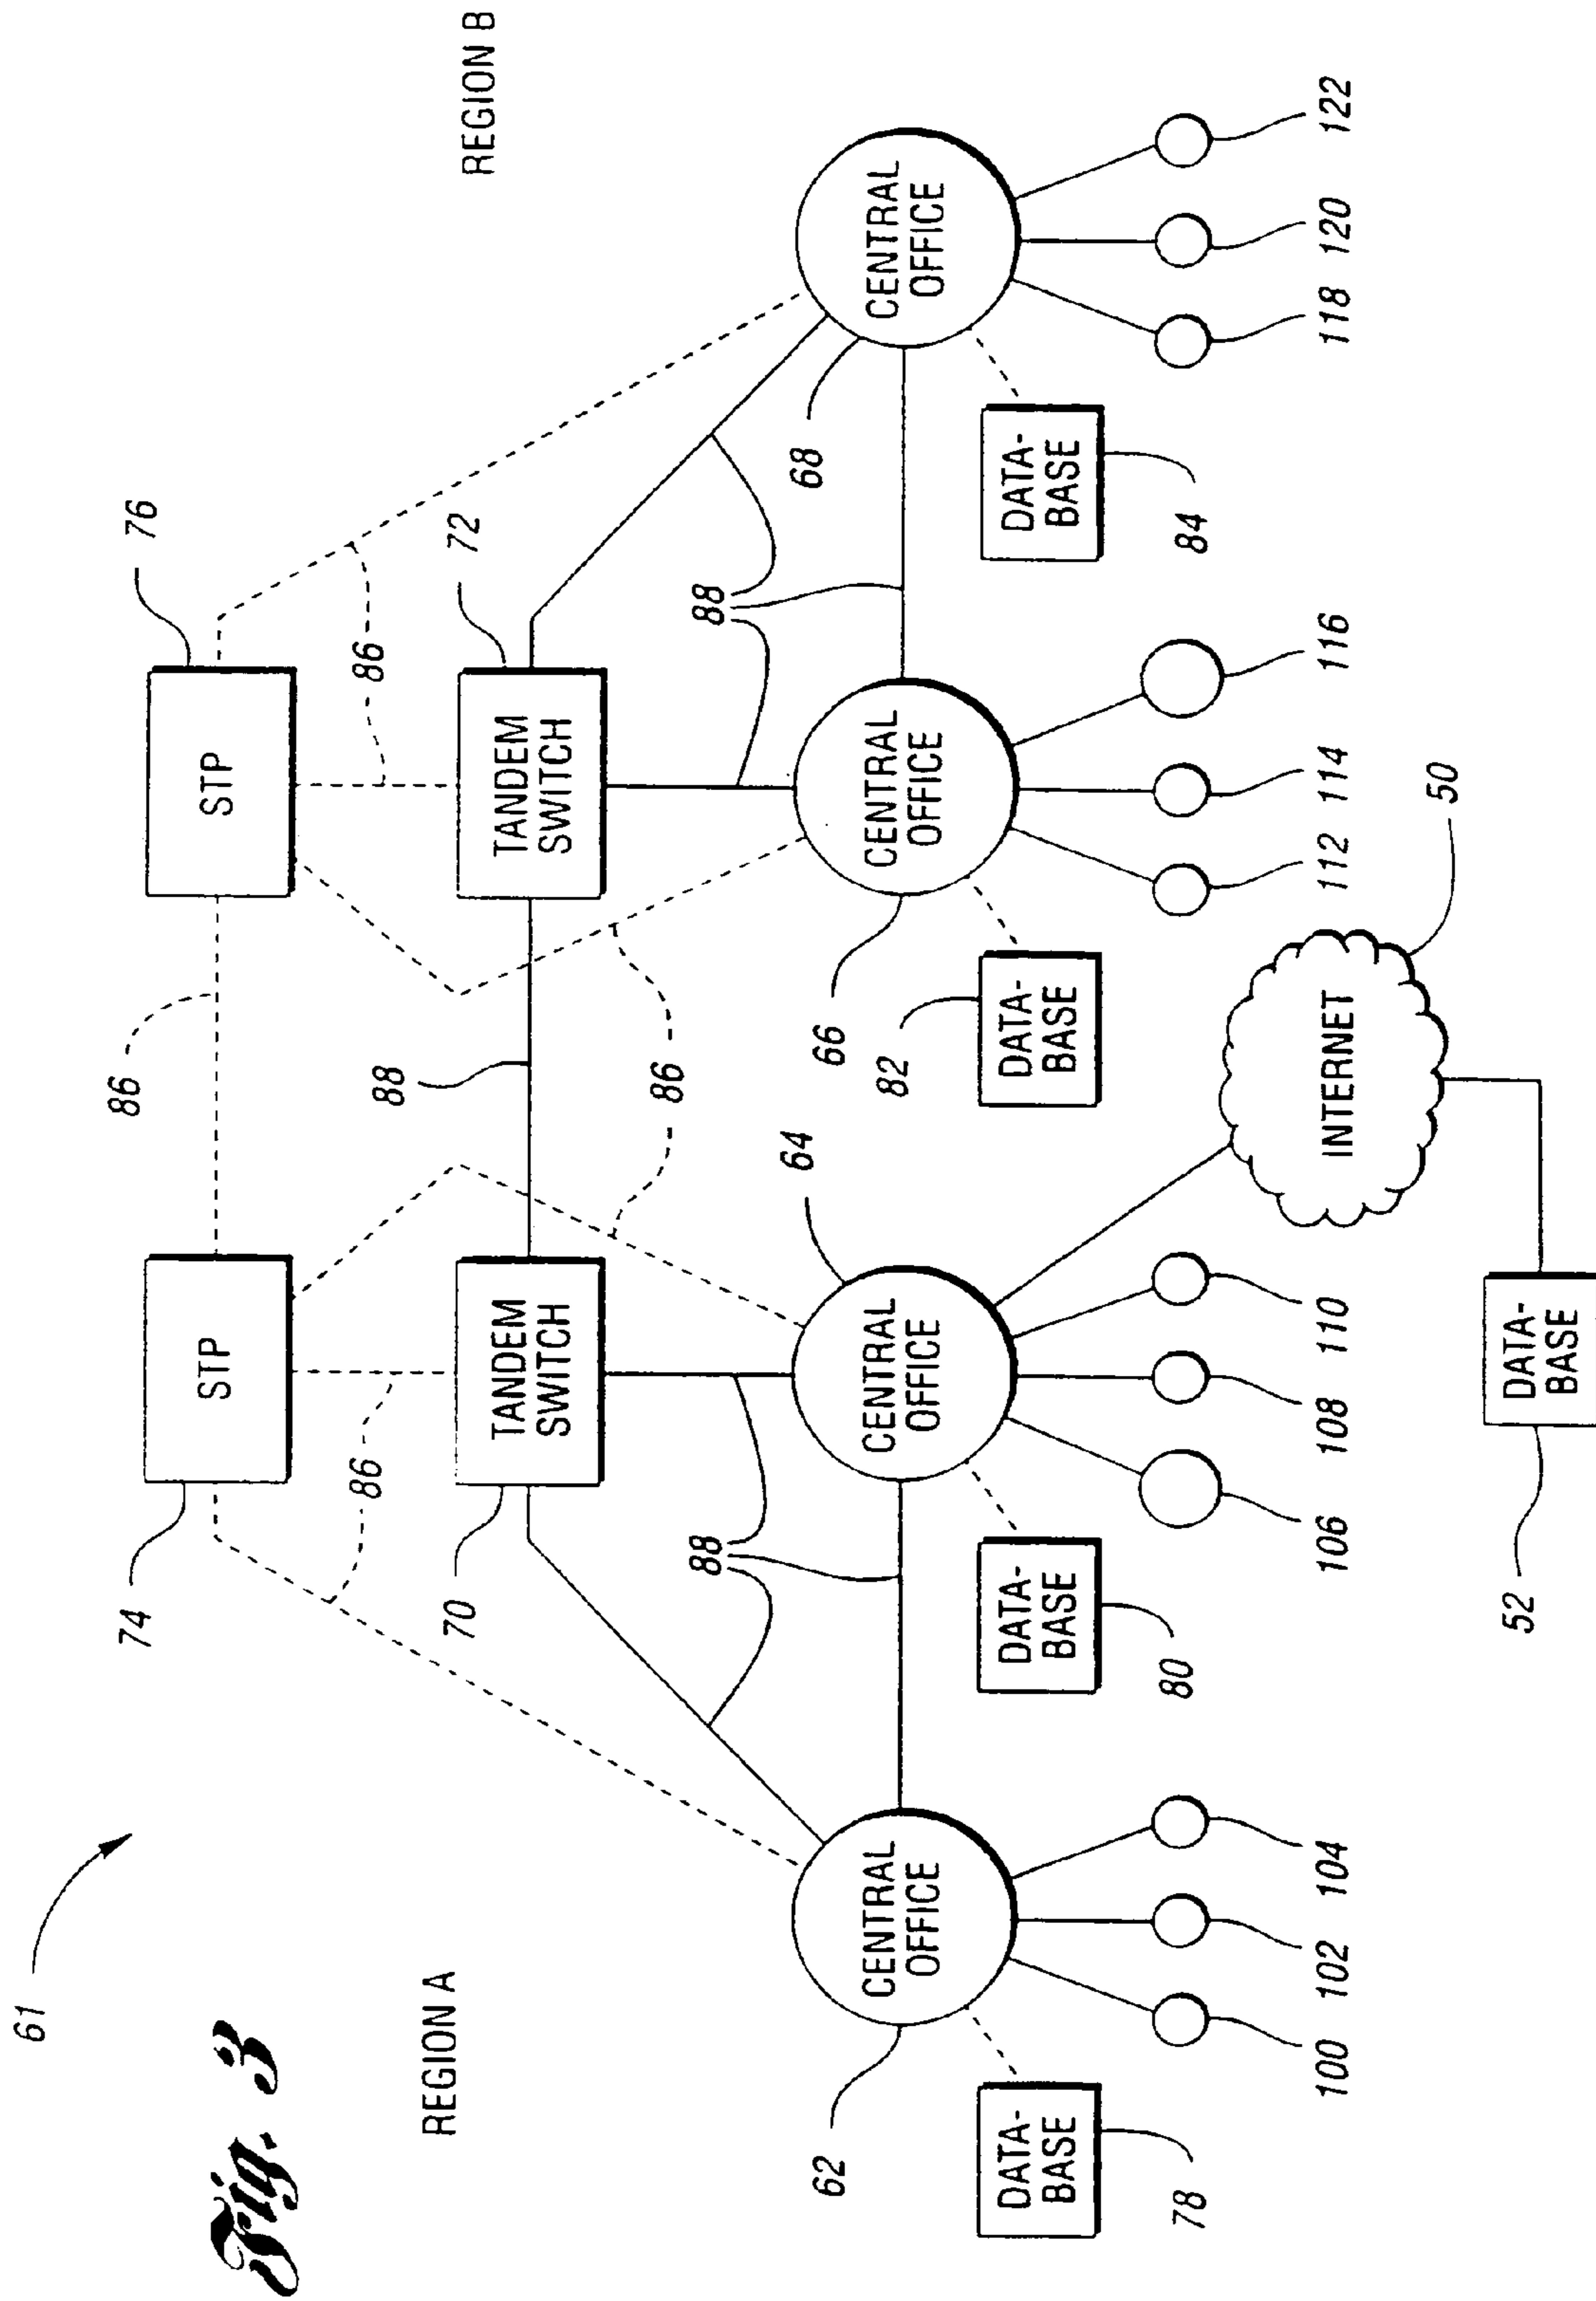 61
Fig. 3
REGION A
REGION B
74
STP
86
STP
76
86
86
70
TANDEM
SWITCH
88
TANDEM
SWITCH
72
88
86
88
62
CENTRAL
OFFICE
CENTRAL
OFFICE
64
66
CENTRAL
OFFICE
68
CENTRAL
OFFICE
78
DATA-
BASE
80
DATA-
BASE
82
DATA-
BASE
84
DATA-
BASE
100
102
104
106
108
110
INTERNET
50
112
114
116
118
120
122
52
DATA-
BASE